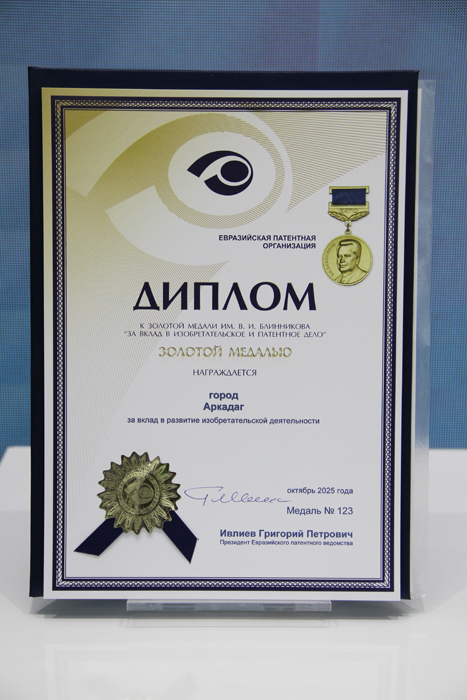 ЕВРАЗИЙСКАЯ ПАТЕНТНАЯ
ОРГАНИЗАЦИЯ
ДИПЛОМ
К ЗОЛОТОЙ МЕДАЛИ ИМ. В. И. БЛИННИКОВА
"ЗА ВКЛАД В ИЗОБРЕТАТЕЛЬСКОЕ И ПАТЕНТНОЕ ДЕЛО"
ЗОЛОТОЙ МЕДАЛЬЮ
НАГРАЖДАЕТСЯ
город
Аркадаг
за вклад в развитие изобретательской деятельности
октябрь 2025 года
Медаль № 123
Ивлиев Григорий Петрович
Президент Евразийского патентного ведомства